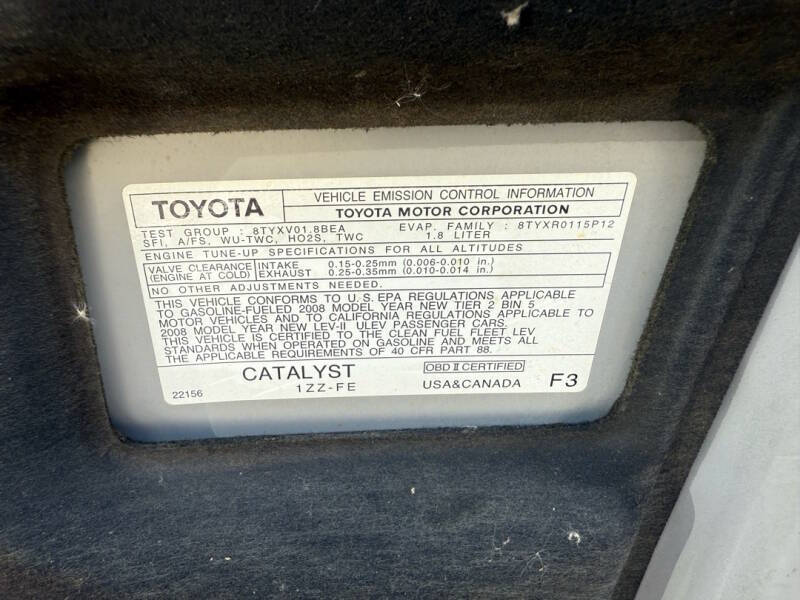 TOYOTA
VEHICLE EMISSION CONTROL INFORMATION
TOYOTA MOTOR CORPORATION
TEST GROUP : 8TYXV01.8BEA EVAP. FAMILY : 8TYXR0115P12
SFI, A/FS, WU-TWC, HO2S, TWC 1.8 LITER
ENGINE TUNE-UP SPECIFICATIONS FOR ALL ALTITUDES
VALVE CLEARANCE INTAKE 0.15-0.25mm (0.006-0.010 in.)
(ENGINE AT COLD) EXHAUST 0.25-0.35mm (0.010-0.014 in.)
NO OTHER ADJUSTMENTS NEEDED.
THIS VEHICLE CONFORMS TO U.S.EPA REGULATIONS APPLICABLE
TO GASOLINE-FUELED 2008 MODEL YEAR NEW TIER 2 BIN 5
MOTOR VEHICLES AND TO CALIFORNIA REGULATIONS APPLICABLE TO
2008 MODEL YEAR NEW LEV-II ULEV PASSENGER CARS.
THIS VEHICLE IS CERTIFIED TO THE CLEAN FUEL FLEET LEV
STANDARDS WHEN OPERATED ON GASOLINE AND MEETS ALL
THE APPLICABLE REQUIREMENTS OF 40 CFR PART 88.
CATALYST OBD II CERTIFIED
22156 1ZZ-FE USA&CANADA F3